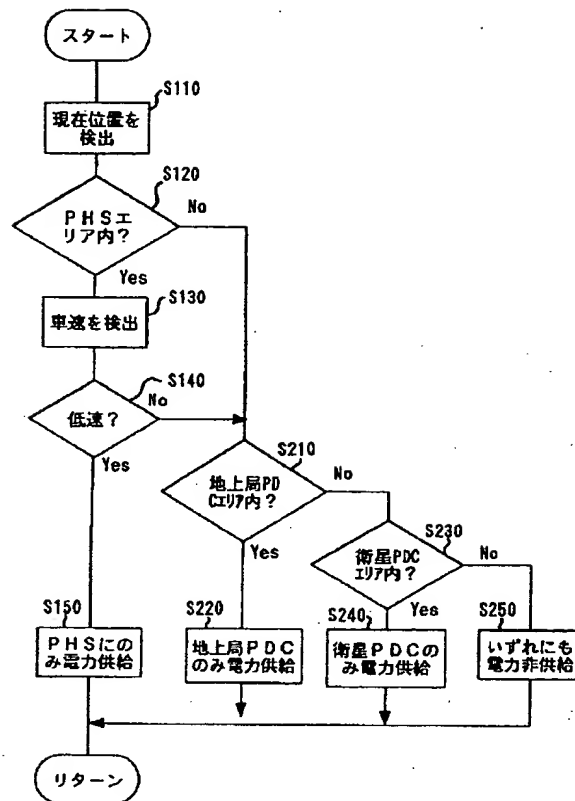 スタート
S110
現在位置を
検出
S120
PHSエ
リア内?
No
Yes
S130
車速を検出
S140
低速?
No
Yes
S210
地上局PD
Cエリア内?
No
Yes
S230
衛星PDC
エリア内?
No
Yes
S150
PHSにの
み電力供給
S220
地上局PDC
のみ電力供給
S240
衛星PDCの
み電力供給
S250
いずれにも
電力非供給
リターン